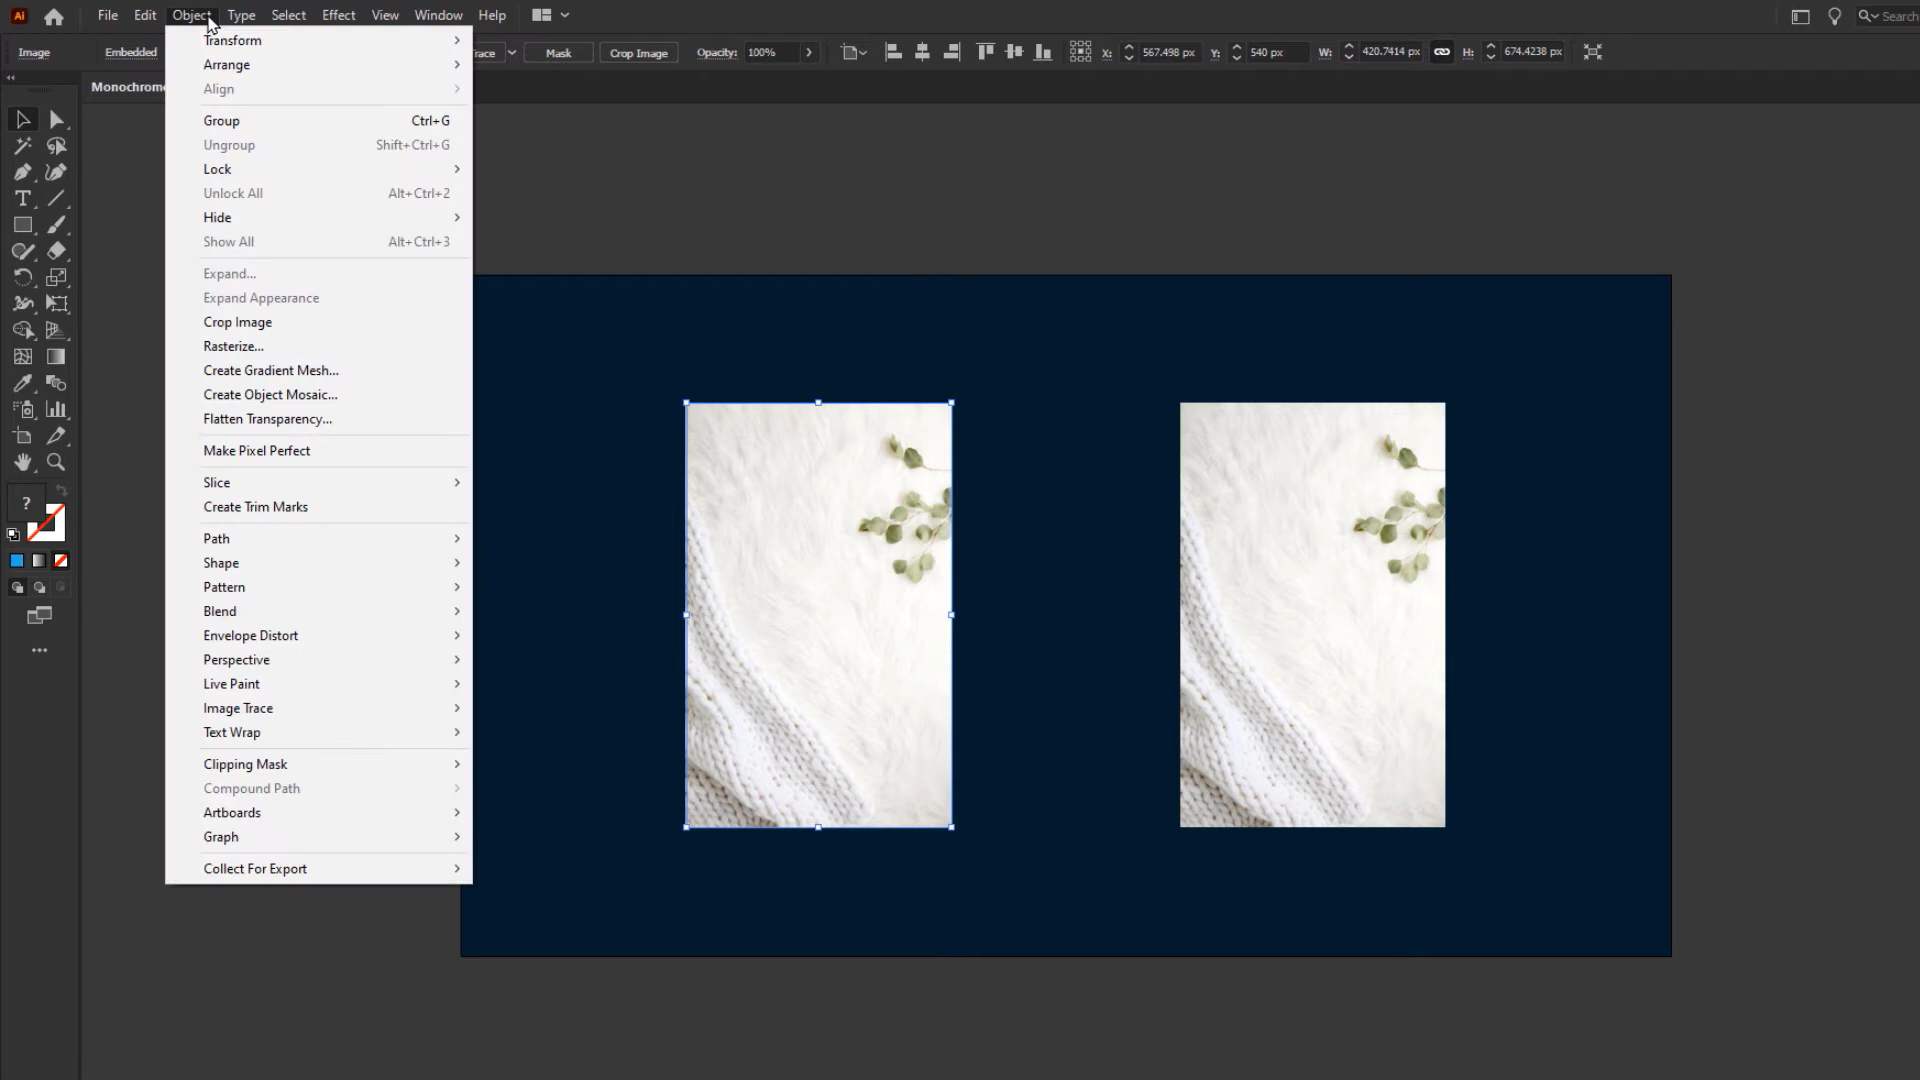 Ai File Edit Object Type Select Effect View Window Help Search
Image Embedded Mask Crop Image Opacity: 100% X: 567.498 px Y: 540 px W: 420.7414 px H: 674.4238 px
Transform
Arrange
Align
Group Ctrl+G
Ungroup Shift+Ctrl+G
Lock
Unlock All Alt+Ctrl+2
Hide
Show All Alt+Ctrl+3
Expand...
Expand Appearance
Crop Image
Rasterize...
Create Gradient Mesh...
Create Object Mosaic...
Flatten Transparency...
Make Pixel Perfect
Slice
Create Trim Marks
Path
Shape
Pattern
Blend
Envelope Distort
Perspective
Live Paint
Image Trace
Text Wrap
Clipping Mask
Compound Path
Artboards
Graph
Collect For Export
?